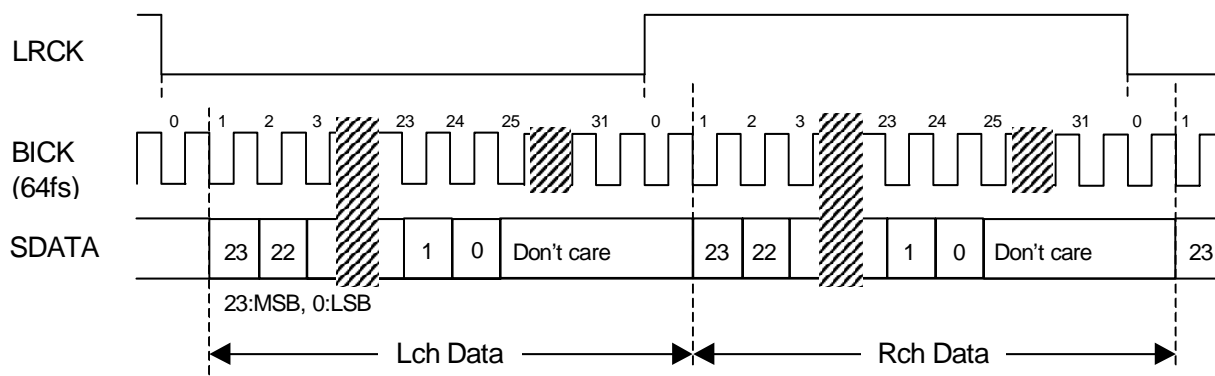 LRCK
0 1 2 3 23 24 25 31 0 1 2 3 23 24 25 31 0 1
BICK
(64fs)
SDATA 23 22 1 0 Don't care 23 22 1 0 Don't care 23
23:MSB, 0:LSB
Lch Data Rch Data